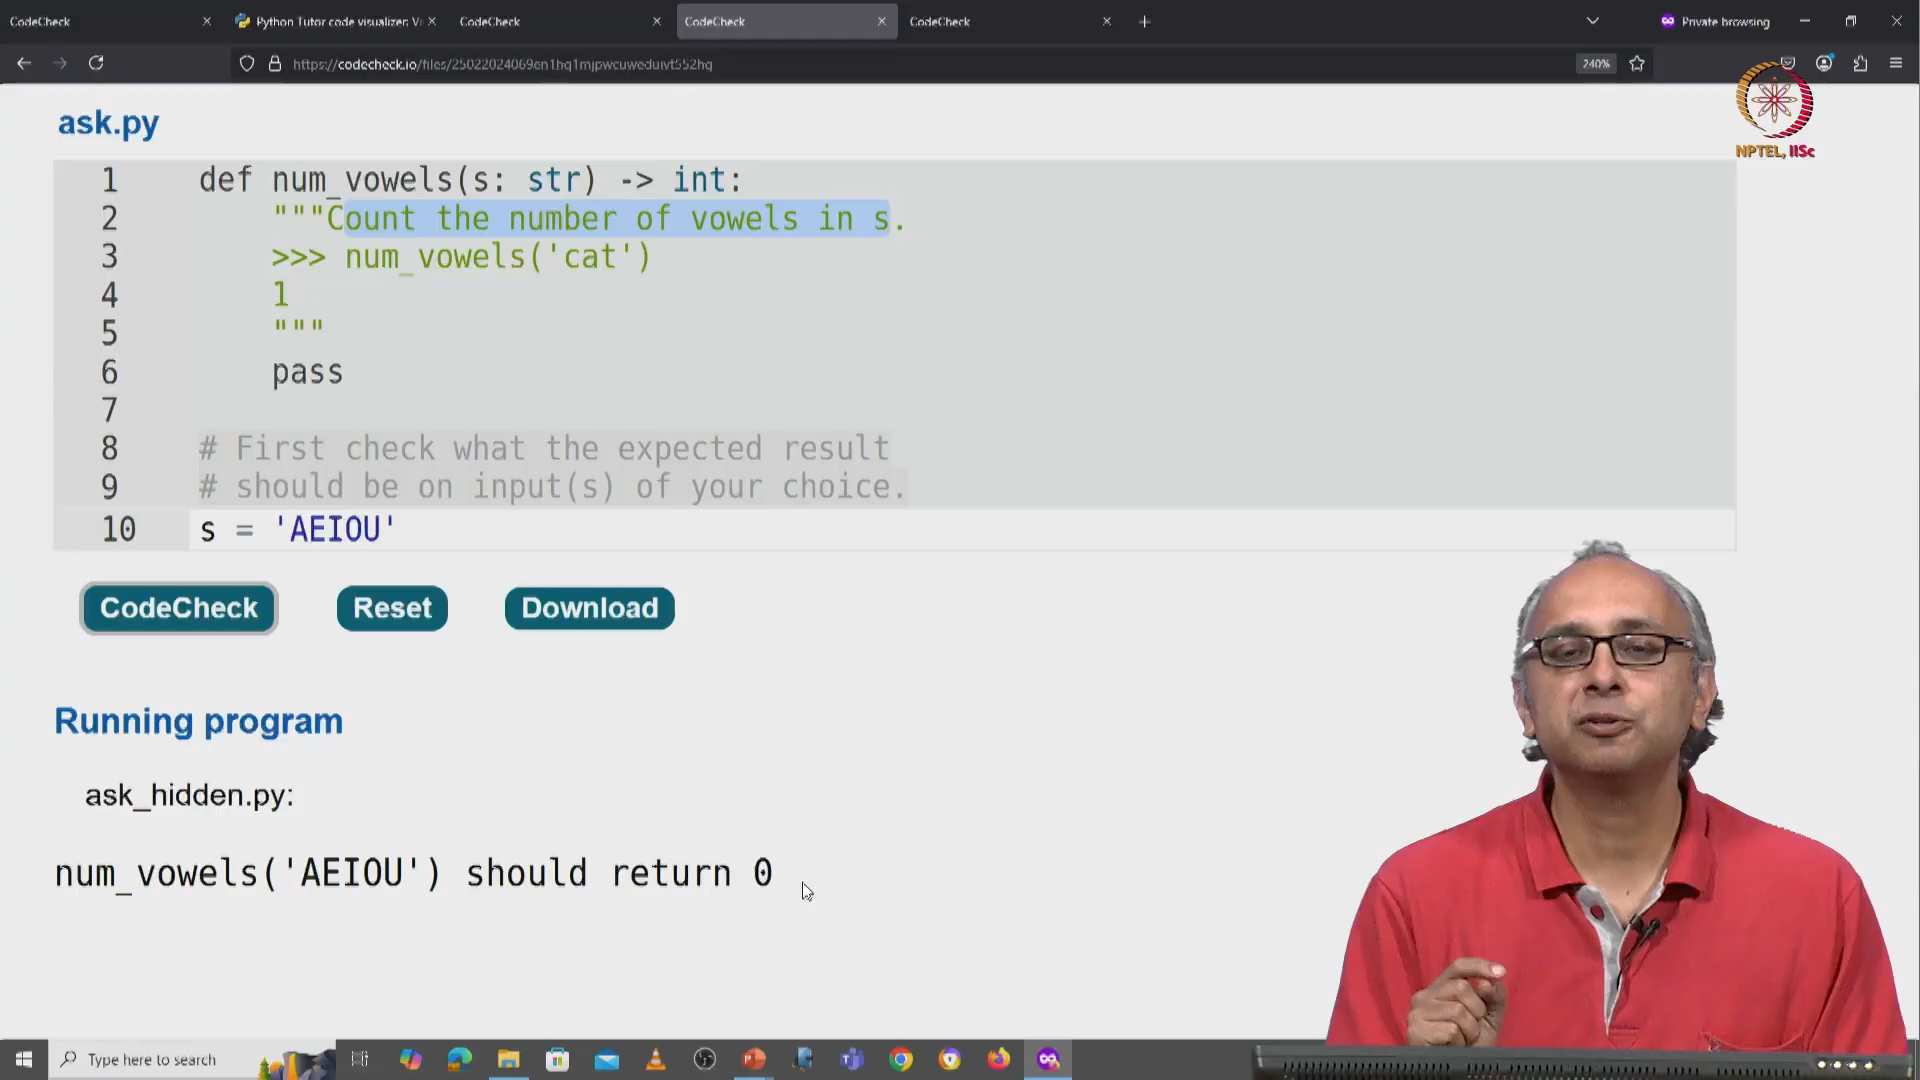 CodeCheck
Python Tutor code visualizer: Vi
CodeCheck
CodeCheck
CodeCheck
Private browsing
240%
NPTEL, IISc
ask.py
1 def num_vowels(s: str) -> int:
2 """Count the number of vowels in s.
3 >>> num_vowels('cat')
4 1
5 """
6 pass
7
8 # First check what the expected result
9 # should be on input(s) of your choice.
10 s = 'AEIOU'
CodeCheck Reset Download
Running program
ask_hidden.py:
num_vowels('AEIOU') should return 0
Type here to search